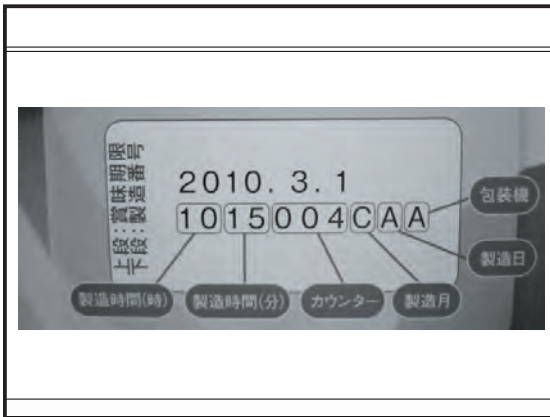 上段:賞味期限
下段:製造番号
2010. 3. 1
1015004CAA
包装機
製造日
製造時間(時)
製造時間(分)
カウンター
製造月